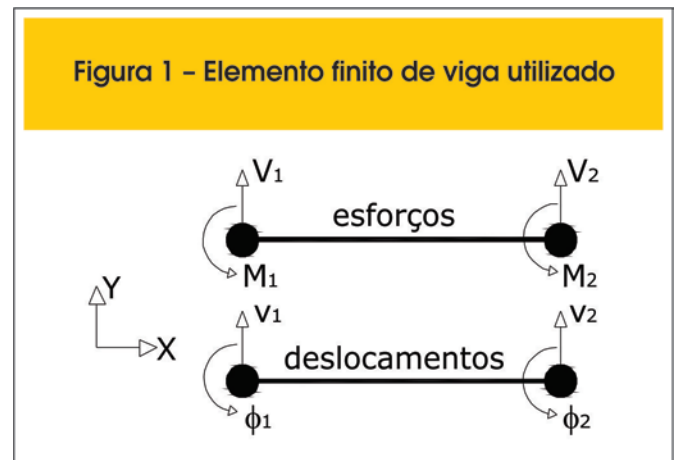 Figura 1 – Elemento finito de viga utilizado
V₁ V₂
esforços
M₁ M₂
Y
X
v₁ v₂
deslocamentos
ϕ₁ ϕ₂